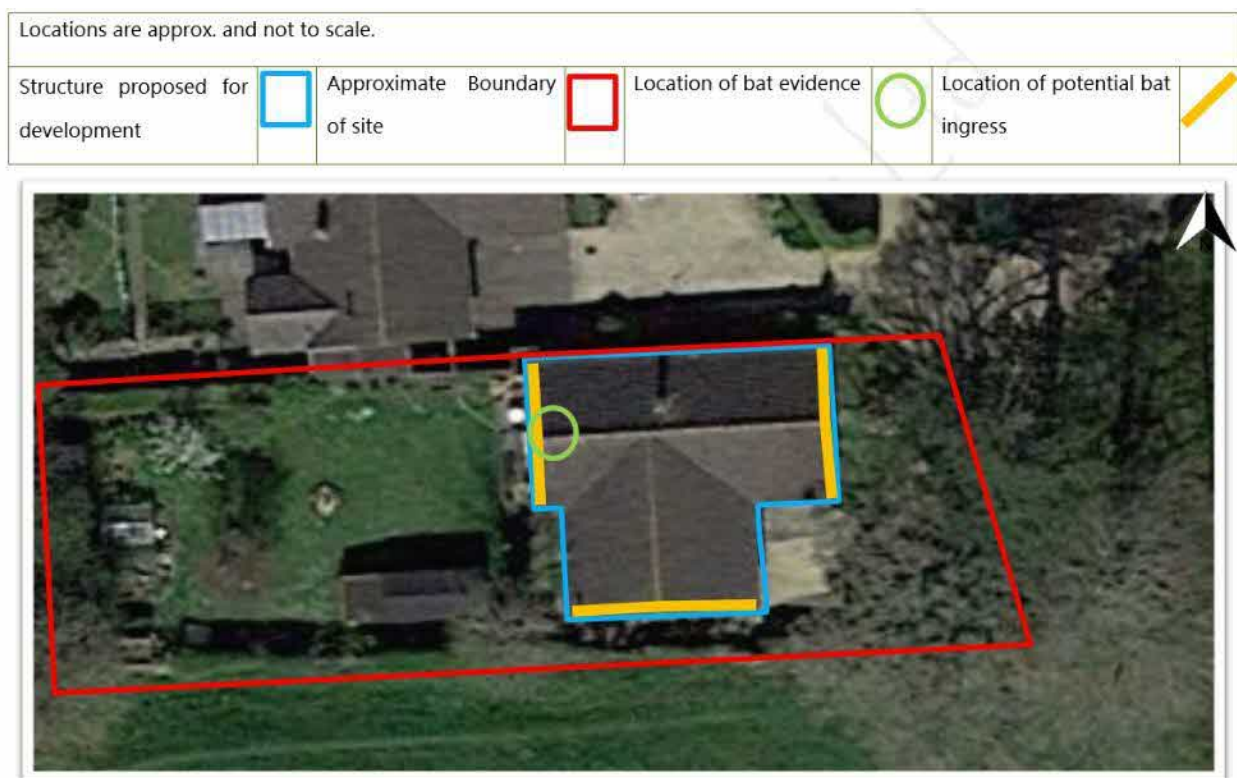 Locations are approx. and not to scale.
Structure proposed for development
Approximate Boundary of site
Location of bat evidence
Location of potential bat ingress